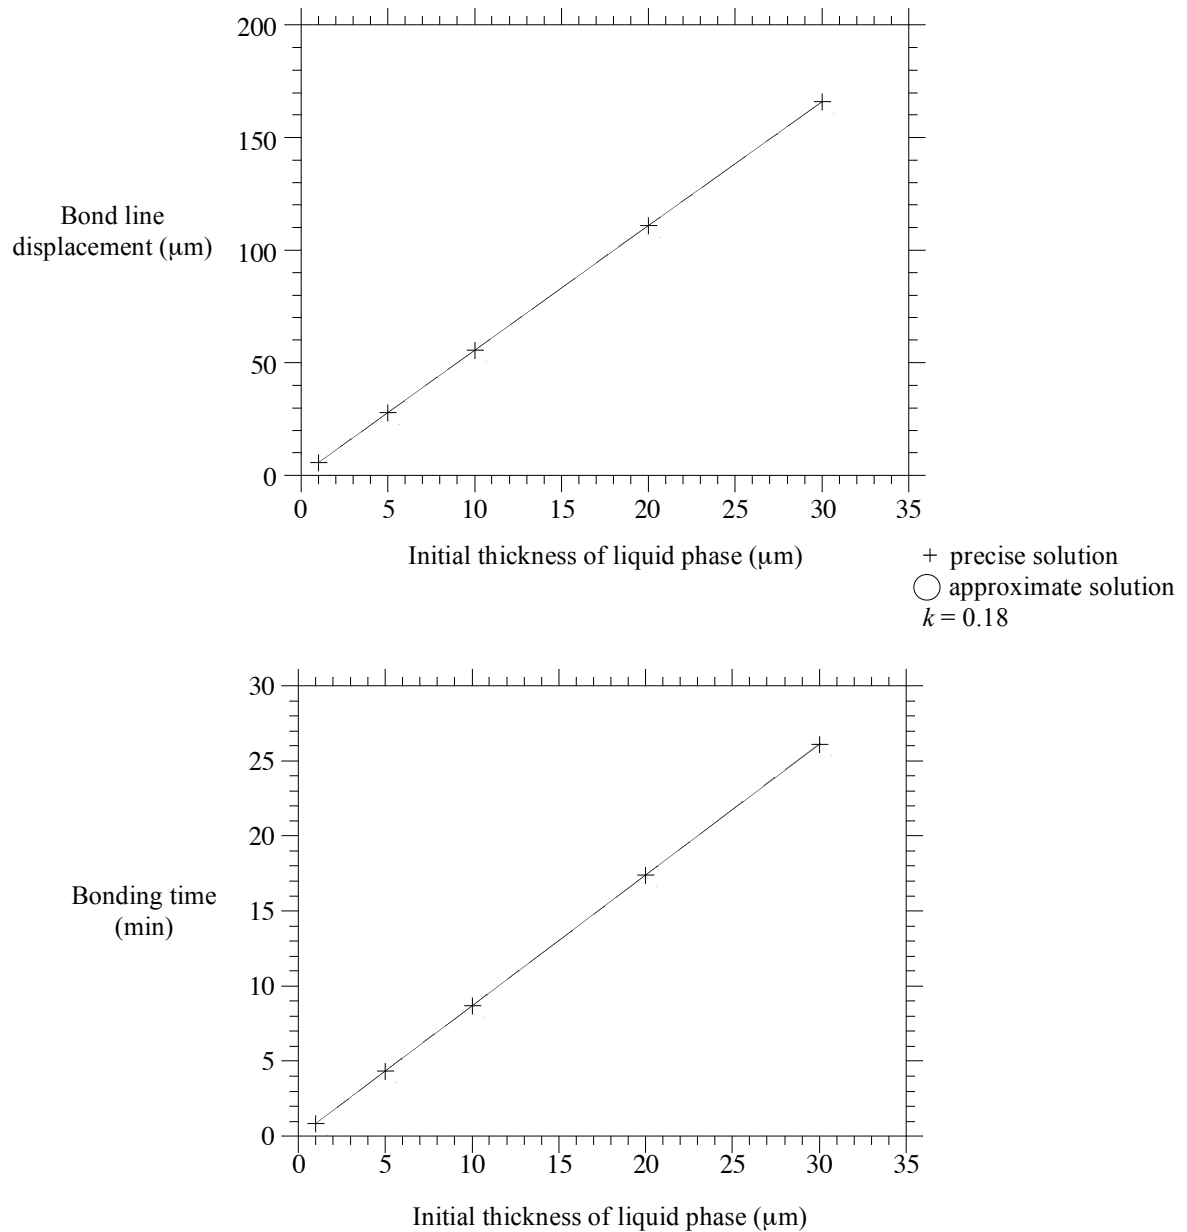 200
150
Bond line
displacement (μm)
100
50
0
0 5 10 15 20 25 30 35
Initial thickness of liquid phase (μm)
+ precise solution
◯ approximate solution
k = 0.18
30
25
20
Bonding time
(min)
15
10
5
0
0 5 10 15 20 25 30 35
Initial thickness of liquid phase (μm)